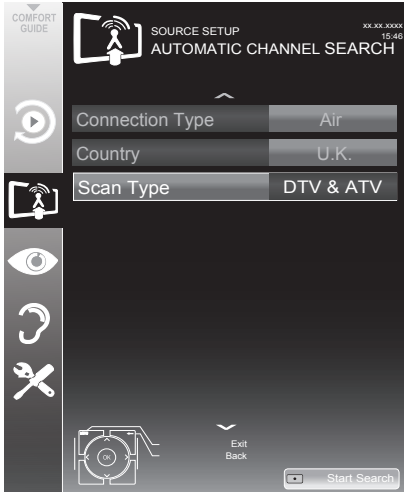 COMFORT
GUIDE
SOURCE SETUP
xx.xx.xxxx
AUTOMATIC CHANNEL SEARCH
15:46
Connection Type Air
Country U.K.
Scan Type DTV & ATV
OK
Exit
Back
Start Search